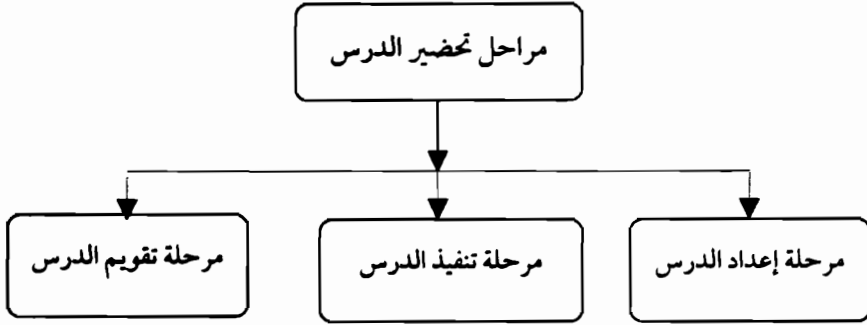 مراحل تحضير الدرس
مرحلة إعداد الدرس
مرحلة تنفيذ الدرس
مرحلة تقويم الدرس